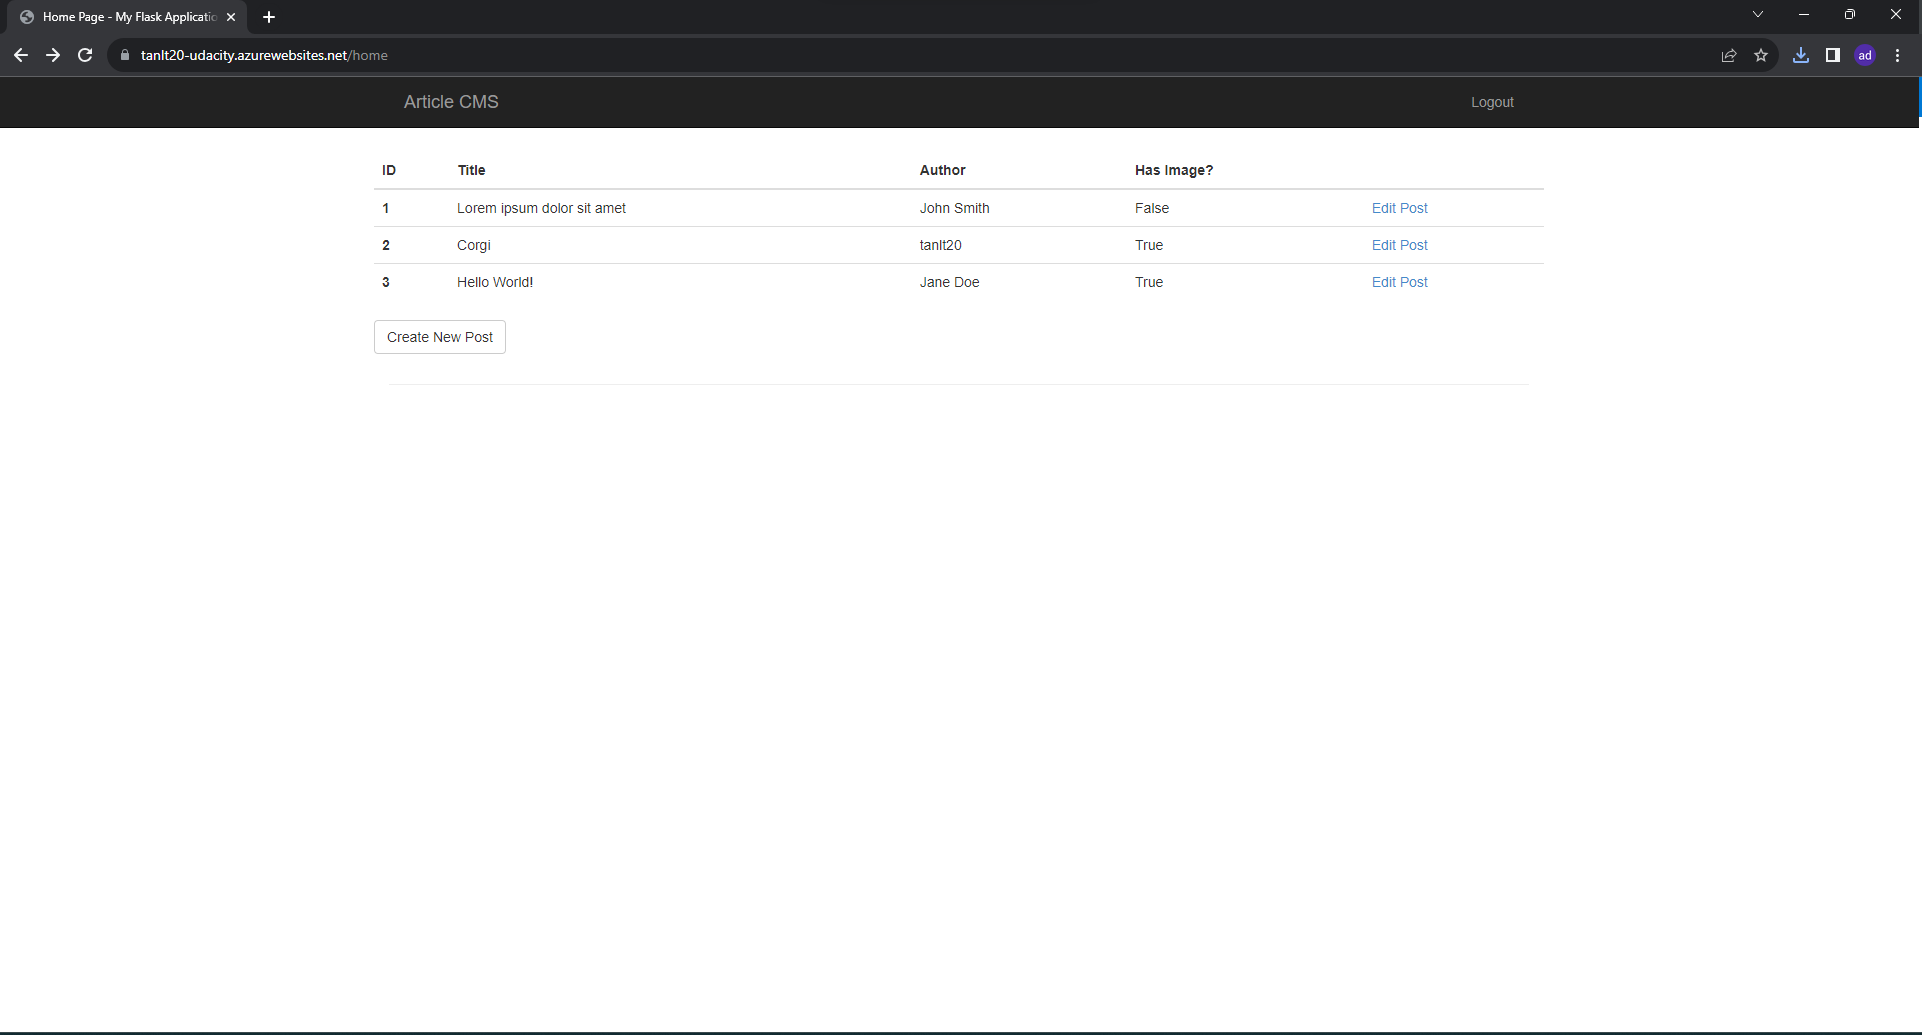 Home Page - My Flask Applicatio
tanlt20-udacity.azurewebsites.net/home
ad
Article CMS Logout
ID Title Author Has Image?
1 Lorem ipsum dolor sit amet John Smith False Edit Post
2 Corgi tanlt20 True Edit Post
3 Hello World! Jane Doe True Edit Post
Create New Post